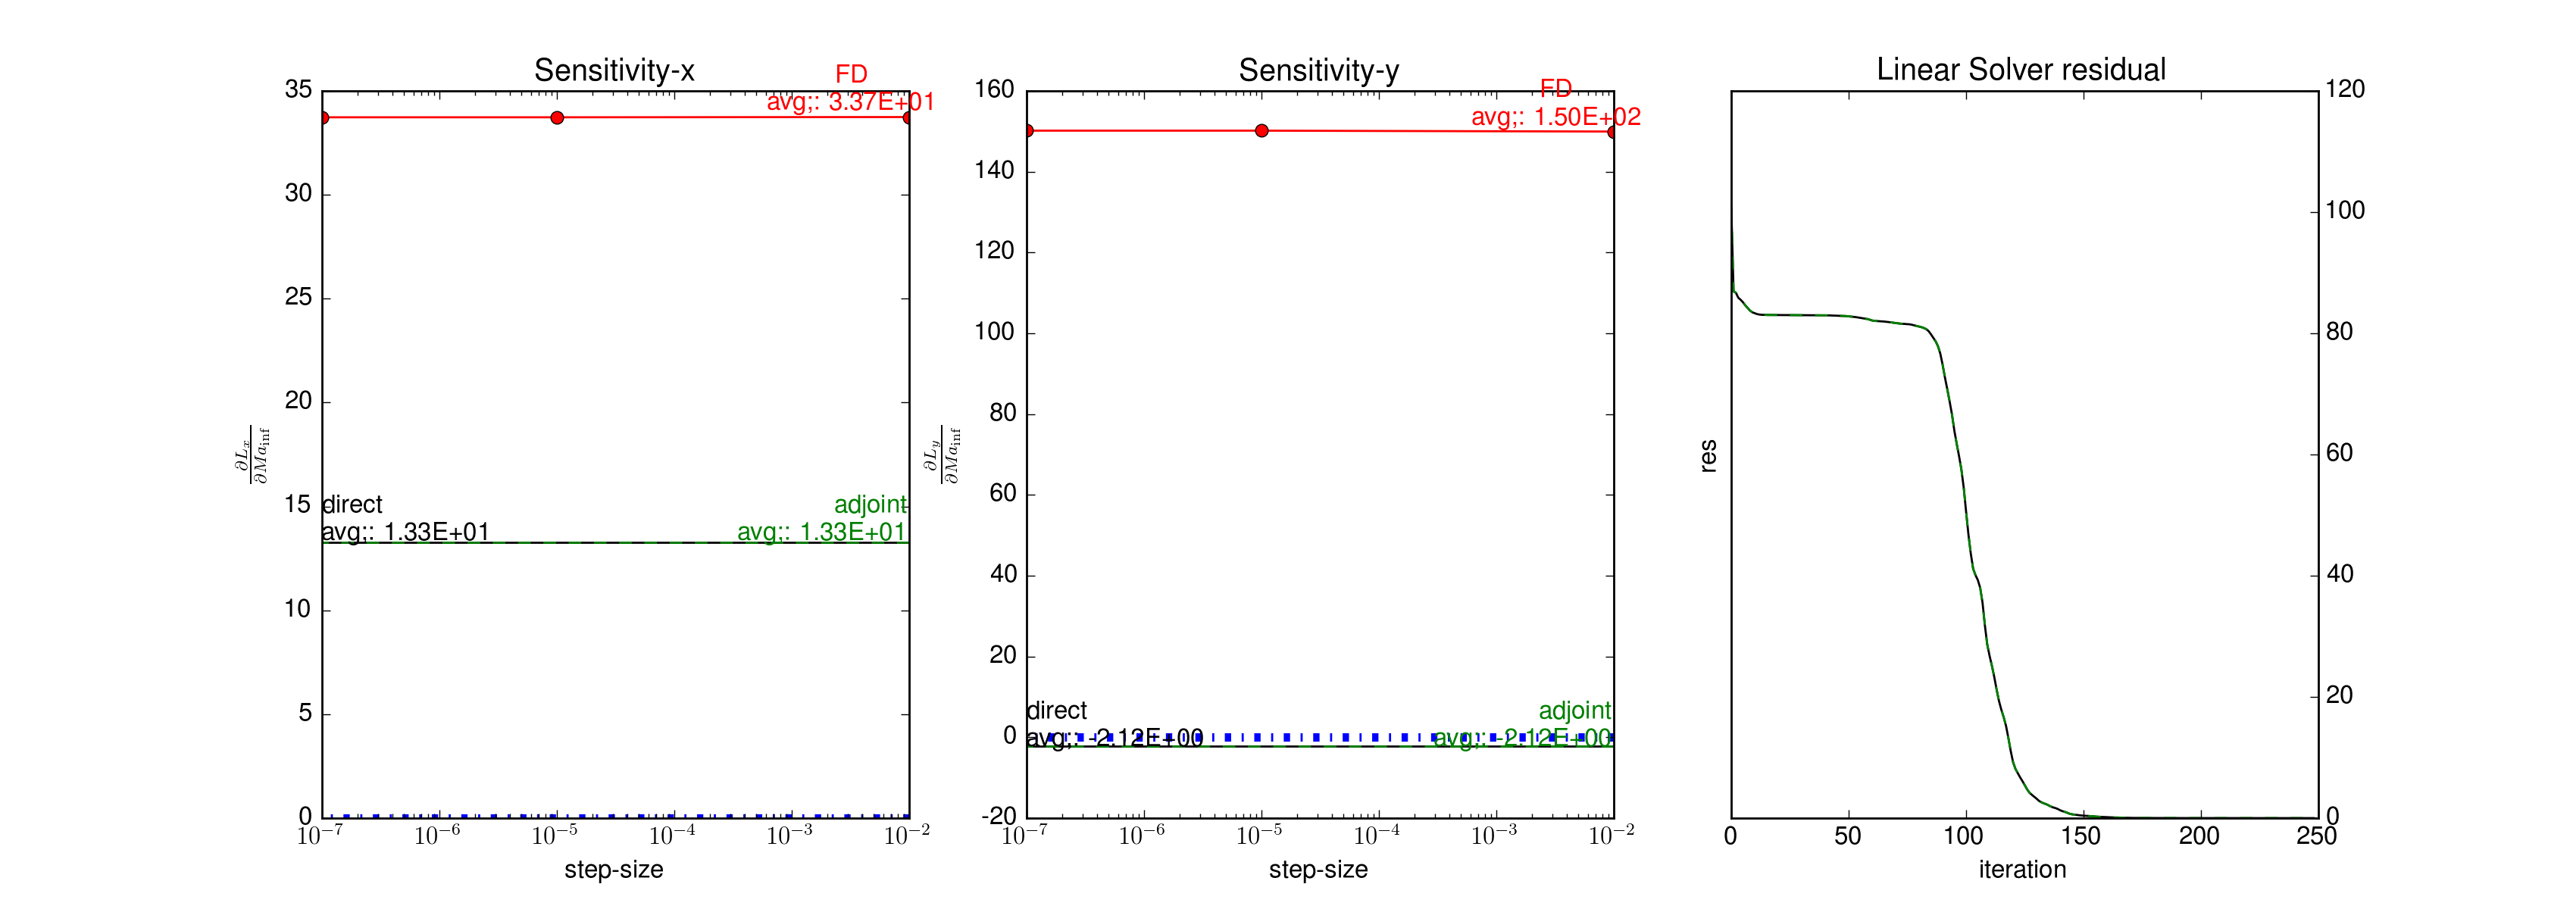 Sensitivity-x
FD
avg;: 3.37E+01
35
30
25
20
15
10
5
0
direct
avg;: 1.33E+01
adjoint
avg;: 1.33E+01
∂L_x
∂Ma_inf
10^-7
10^-6
10^-5
10^-4
10^-3
10^-2
step-size
Sensitivity-y
FD
avg;: 1.50E+02
160
140
120
100
80
60
40
20
0
-20
direct
avg;: -2.12E+00
adjoint
avg;: -2.12E+00
∂L_y
∂Ma_inf
10^-7
10^-6
10^-5
10^-4
10^-3
10^-2
step-size
Linear Solver residual
res
120
100
80
60
40
20
0
0
50
100
150
200
250
iteration